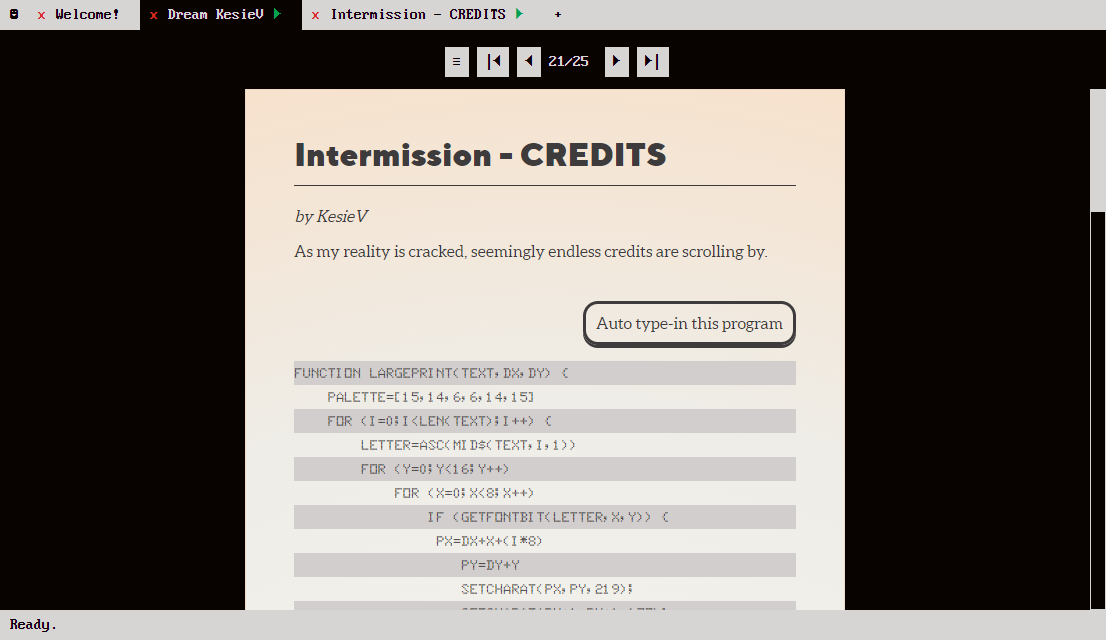 x Welcome! x Dream KesieV x Intermission - CREDITS +
21/25
Intermission - CREDITS
by KesieV
As my reality is cracked, seemingly endless credits are scrolling by.
Auto type-in this program
FUNCTION LARGEPRINT(TEXT,DX,DY) {
PALETTE=[15,14,6,6,14,15]
FOR (I=0;I<LEN(TEXT);I++) {
LETTER=ASC(MID$(TEXT,I,1))
FOR (Y=0;Y<16;Y++)
FOR (X=0;X<8;X++)
IF (GETFONTBIT(LETTER,X,Y)) {
PX=DX+X+(I*8)
PY=DY+Y
SETCHARAT(PX,PY,219);
Ready.